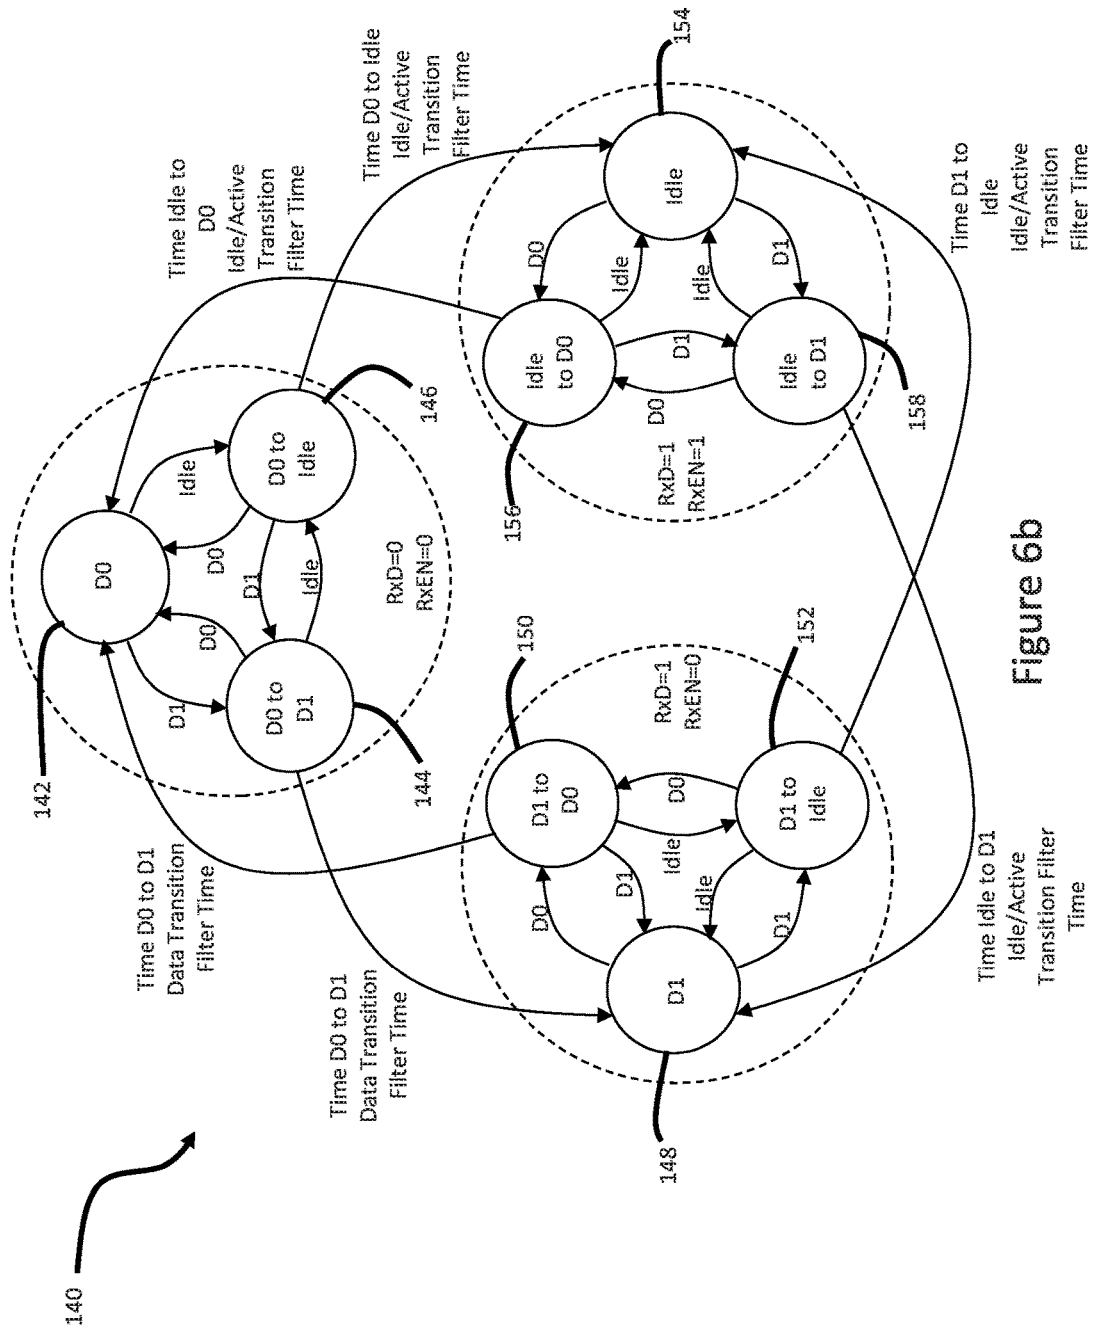 140
142
D0
Time D0 to D1
Data Transition
Filter Time
Time Idle to
D0
Idle/Active
Transition
Filter Time
D1
D0
D0
Idle
D0 to
D1
D1
Idle
D0 to
Idle
144
146
RxD=0
RxEN=0
Time D0 to D1
Data Transition
Filter Time
Time D0 to Idle
Idle/Active
Transition
Filter Time
150
D1 to
D0
D0
D1
148
D1
Idle
D0
RxD=1
RxEN=0
Idle
D1
D1 to
Idle
152
156
Idle
to D0
D0
Idle
154
Idle
D0
D1
RxD=1
RxEN=1
Idle
D1
Idle
to D1
158
Time Idle to D1
Idle/Active
Transition Filter
Time
Time D1 to
Idle
Idle/Active
Transition
Filter Time
Figure 6b